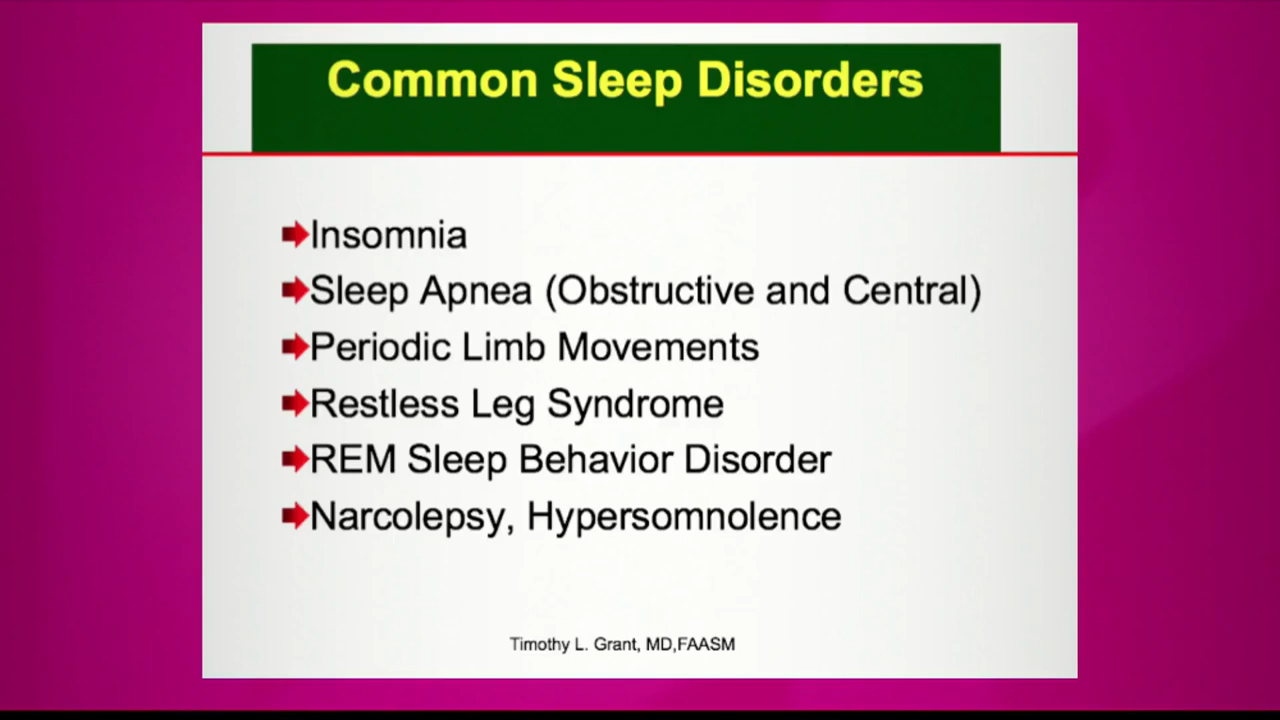 Common Sleep Disorders
Insomnia
Sleep Apnea (Obstructive and Central)
Periodic Limb Movements
Restless Leg Syndrome
REM Sleep Behavior Disorder
Narcolepsy, Hypersomnolence
Timothy L. Grant, MD,FAASM